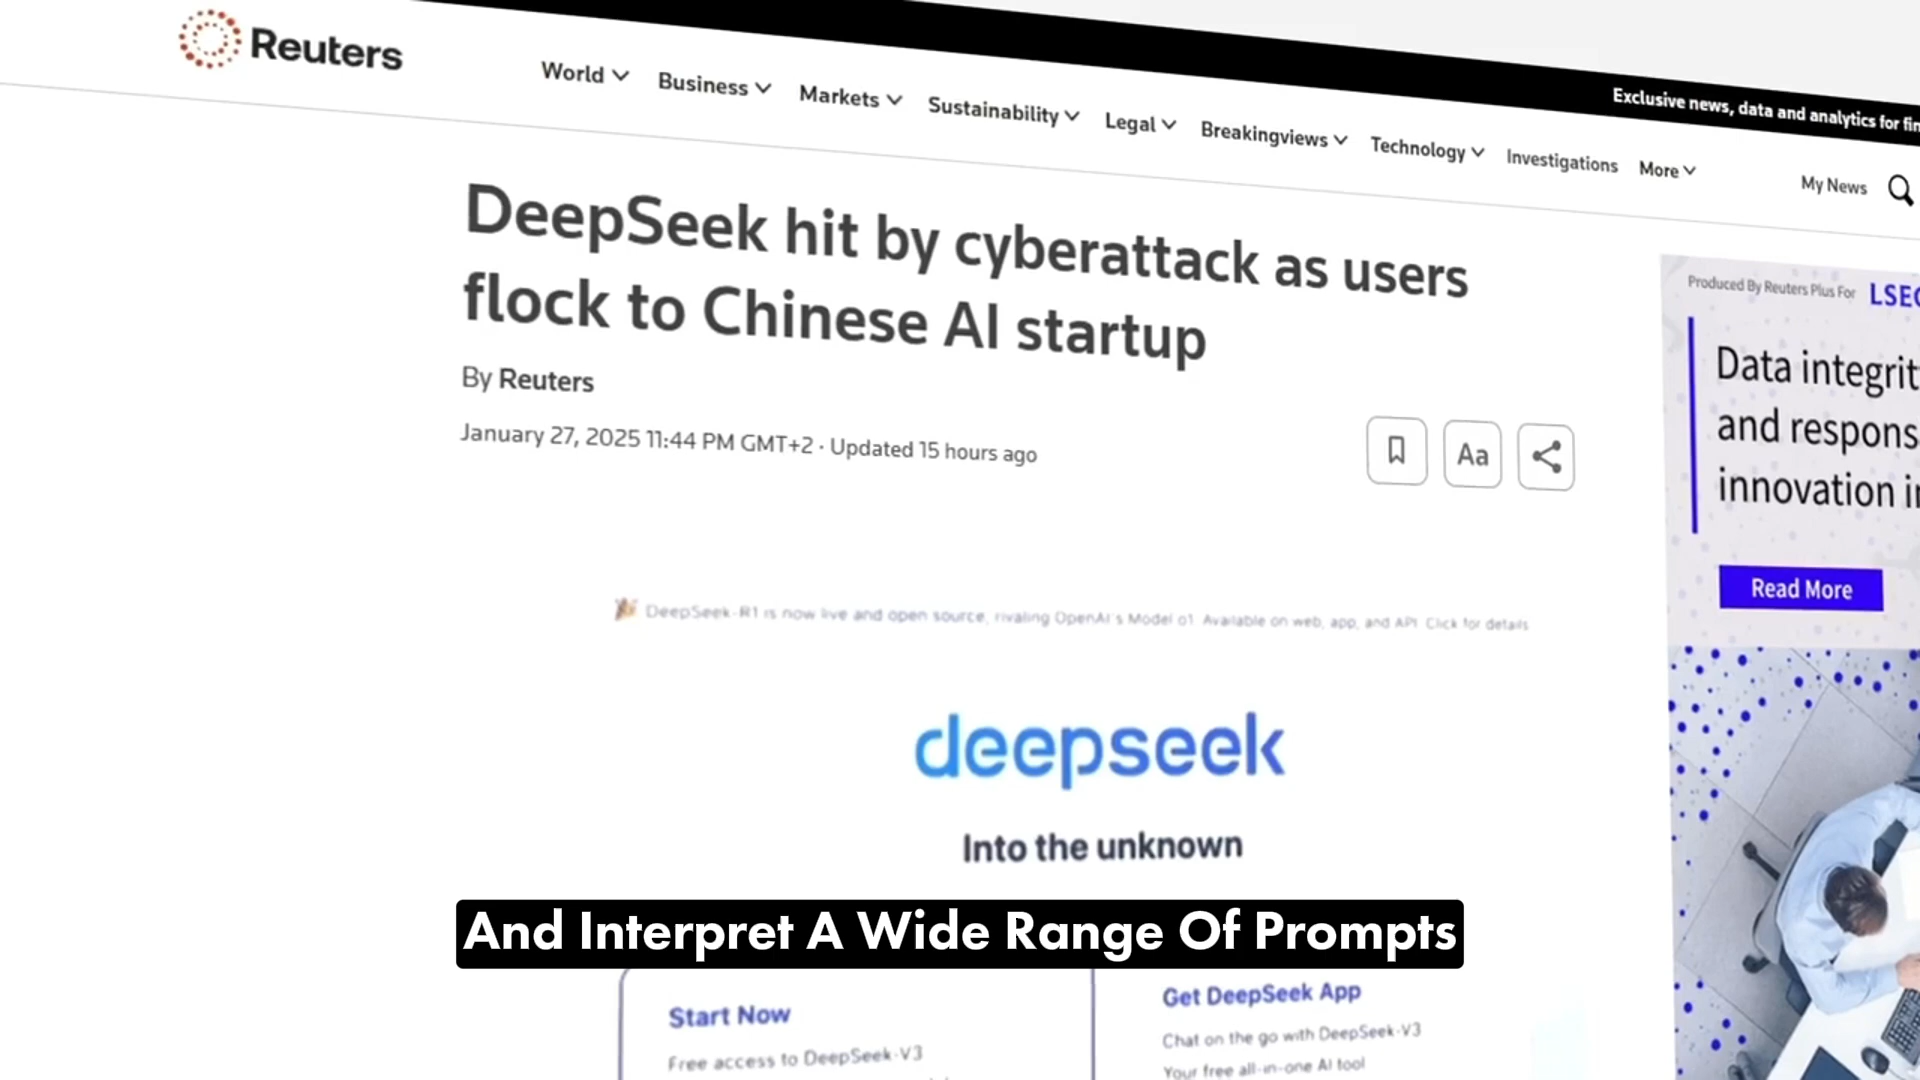 Reuters
Exclusive news, data and analytics for fin
World
Business
Markets
Sustainability
Legal
Breakingviews
Technology
Investigations
More
My News
DeepSeek hit by cyberattack as users
flock to Chinese AI startup
By Reuters
January 27, 2025 11:44 PM GMT+2 · Updated 15 hours ago
Aa
Produced By Reuters Plus For LSEG
Data integrit
and respons
innovation i
Read More
DeepSeek-R1 is now live and open source, rivaling OpenAI's Model o1. Available on web, app, and API. Click for details
deepseek
Into the unknown
And Interpret A Wide Range Of Prompts
Start Now
Free access to DeepSeek-V3
Get DeepSeek App
Chat on the go with DeepSeek-V3
Your free all-in-one AI tool